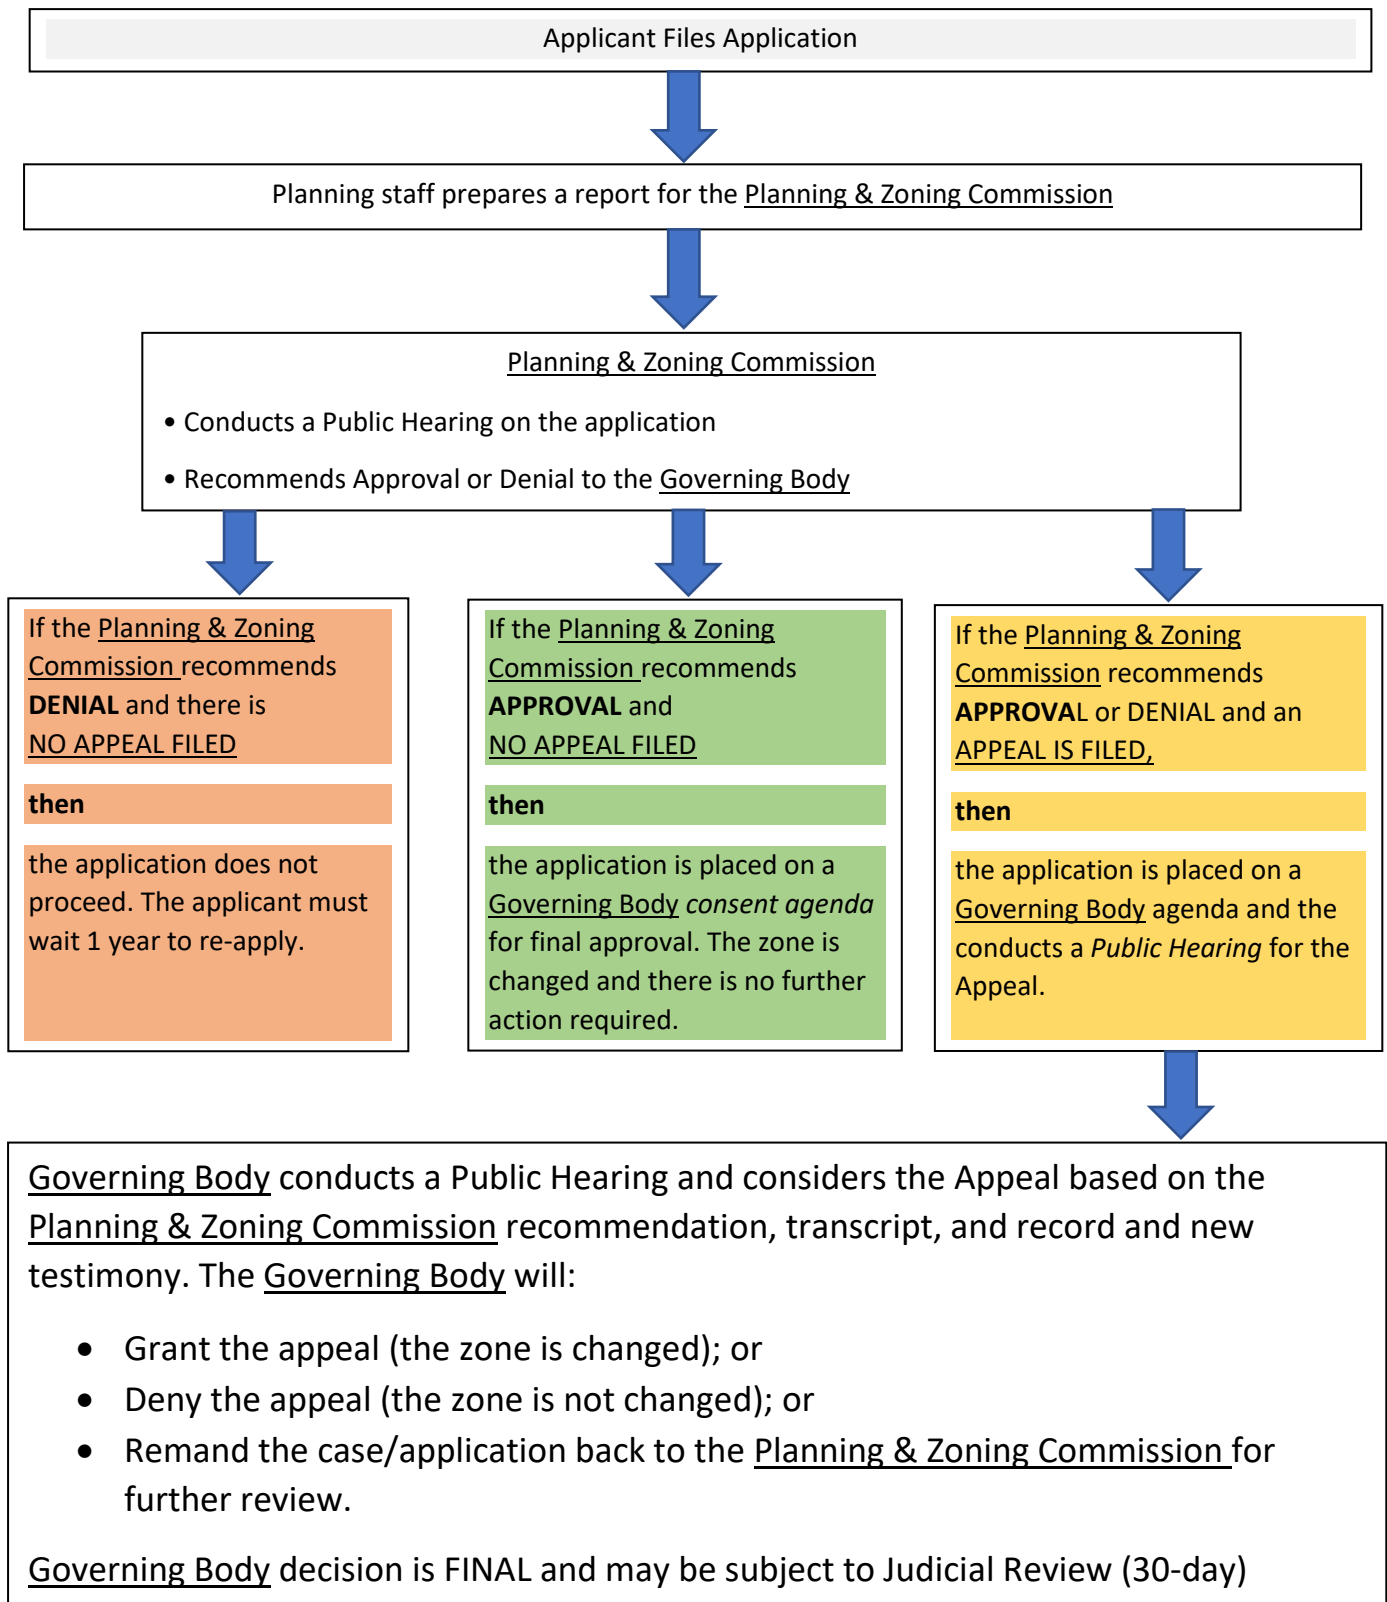 Applicant Files Application
Planning staff prepares a report for the Planning & Zoning Commission
Planning & Zoning Commission
• Conducts a Public Hearing on the application
• Recommends Approval or Denial to the Governing Body
If the Planning & Zoning
Commission recommends
DENIAL and there is
NO APPEAL FILED
then
the application does not
proceed. The applicant must
wait 1 year to re-apply.
If the Planning & Zoning
Commission recommends
APPROVAL and
NO APPEAL FILED
then
the application is placed on a
Governing Body consent agenda
for final approval. The zone is
changed and there is no further
action required.
If the Planning & Zoning
Commission recommends
APPROVAL or DENIAL and an
APPEAL IS FILED,
then
the application is placed on a
Governing Body agenda and the
conducts a Public Hearing for the
Appeal.
Governing Body conducts a Public Hearing and considers the Appeal based on the
Planning & Zoning Commission recommendation, transcript, and record and new
testimony. The Governing Body will:
• Grant the appeal (the zone is changed); or
• Deny the appeal (the zone is not changed); or
• Remand the case/application back to the Planning & Zoning Commission for
further review.
Governing Body decision is FINAL and may be subject to Judicial Review (30-day)